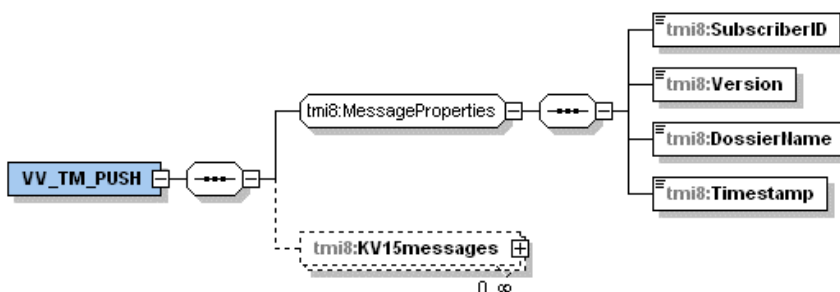 tmi8:SubscriberID
tmi8:Version
tmi8:MessageProperties
tmi8:DossierName
VV_TM_PUSH
tmi8:Timestamp
tmi8:KV15messages
0..∞